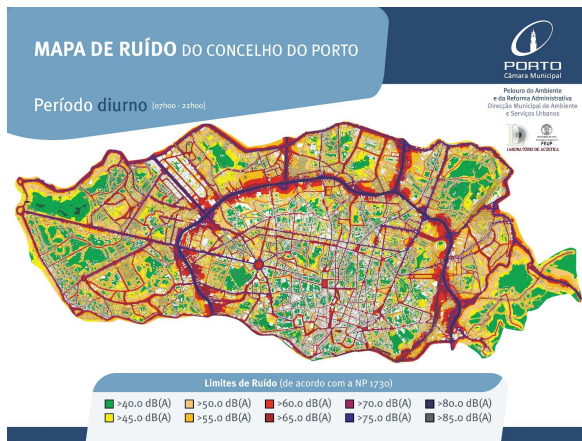 MAPA DE RUÍDO DO CONCELHO DO PORTO
Período diurno [07h00 - 22h00]
PORTO
Câmara Municipal
Pelouro do Ambiente
e da Reforma Administrativa
Direcção Municipal de Ambiente
e Serviços Urbanos
FEUP
LABORATÓRIO DE ACÚSTICA
Limites de Ruído (de acordo com a NP 1730)
>40.0 dB(A) >50.0 dB(A) >60.0 dB(A) >70.0 dB(A) >80.0 dB(A)
>45.0 dB(A) >55.0 dB(A) >65.0 dB(A) >75.0 dB(A) >85.0 dB(A)